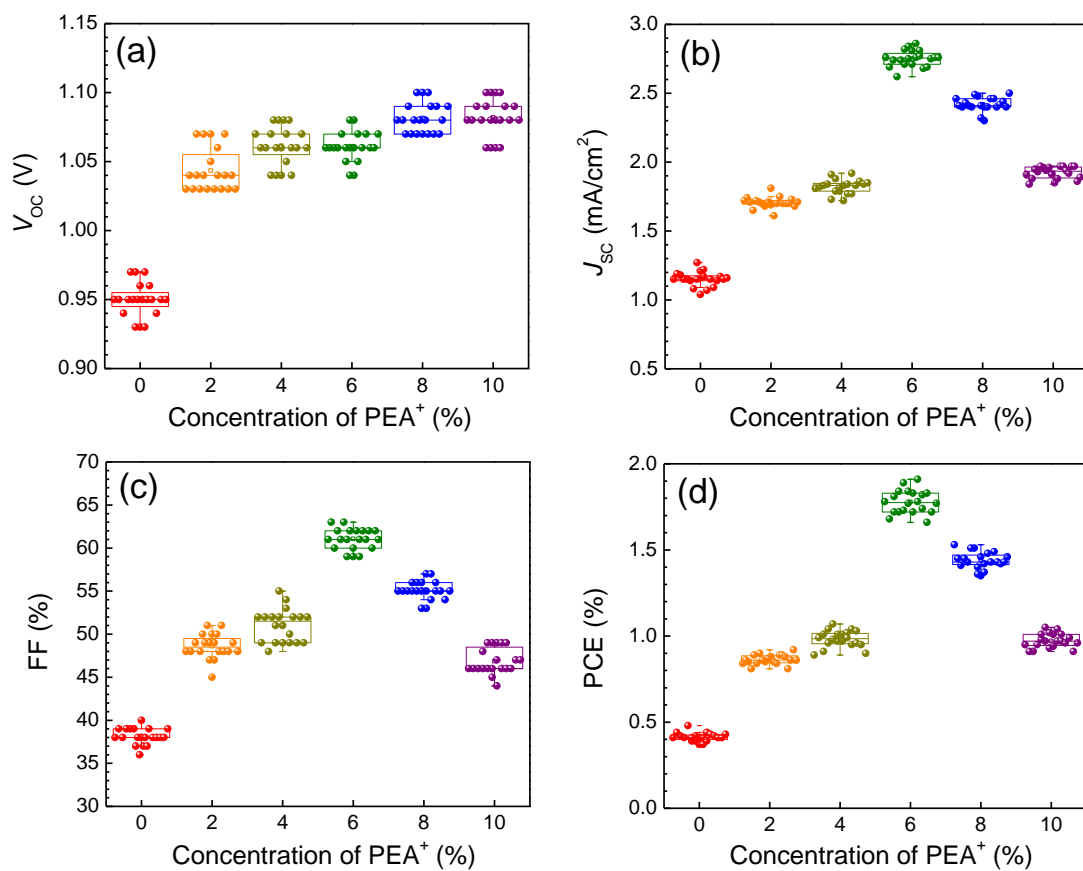 (a)
1.15
1.10
1.05
1.00
0.95
0.90
V_OC (V)
0 2 4 6 8 10
Concentration of PEA⁺ (%)
(b)
3.0
2.5
2.0
1.5
1.0
0.5
J_SC (mA/cm²)
0 2 4 6 8 10
Concentration of PEA⁺ (%)
(c)
70
65
60
55
50
45
40
35
30
FF (%)
0 2 4 6 8 10
Concentration of PEA⁺ (%)
(d)
2.0
1.5
1.0
0.5
0.0
PCE (%)
0 2 4 6 8 10
Concentration of PEA⁺ (%)